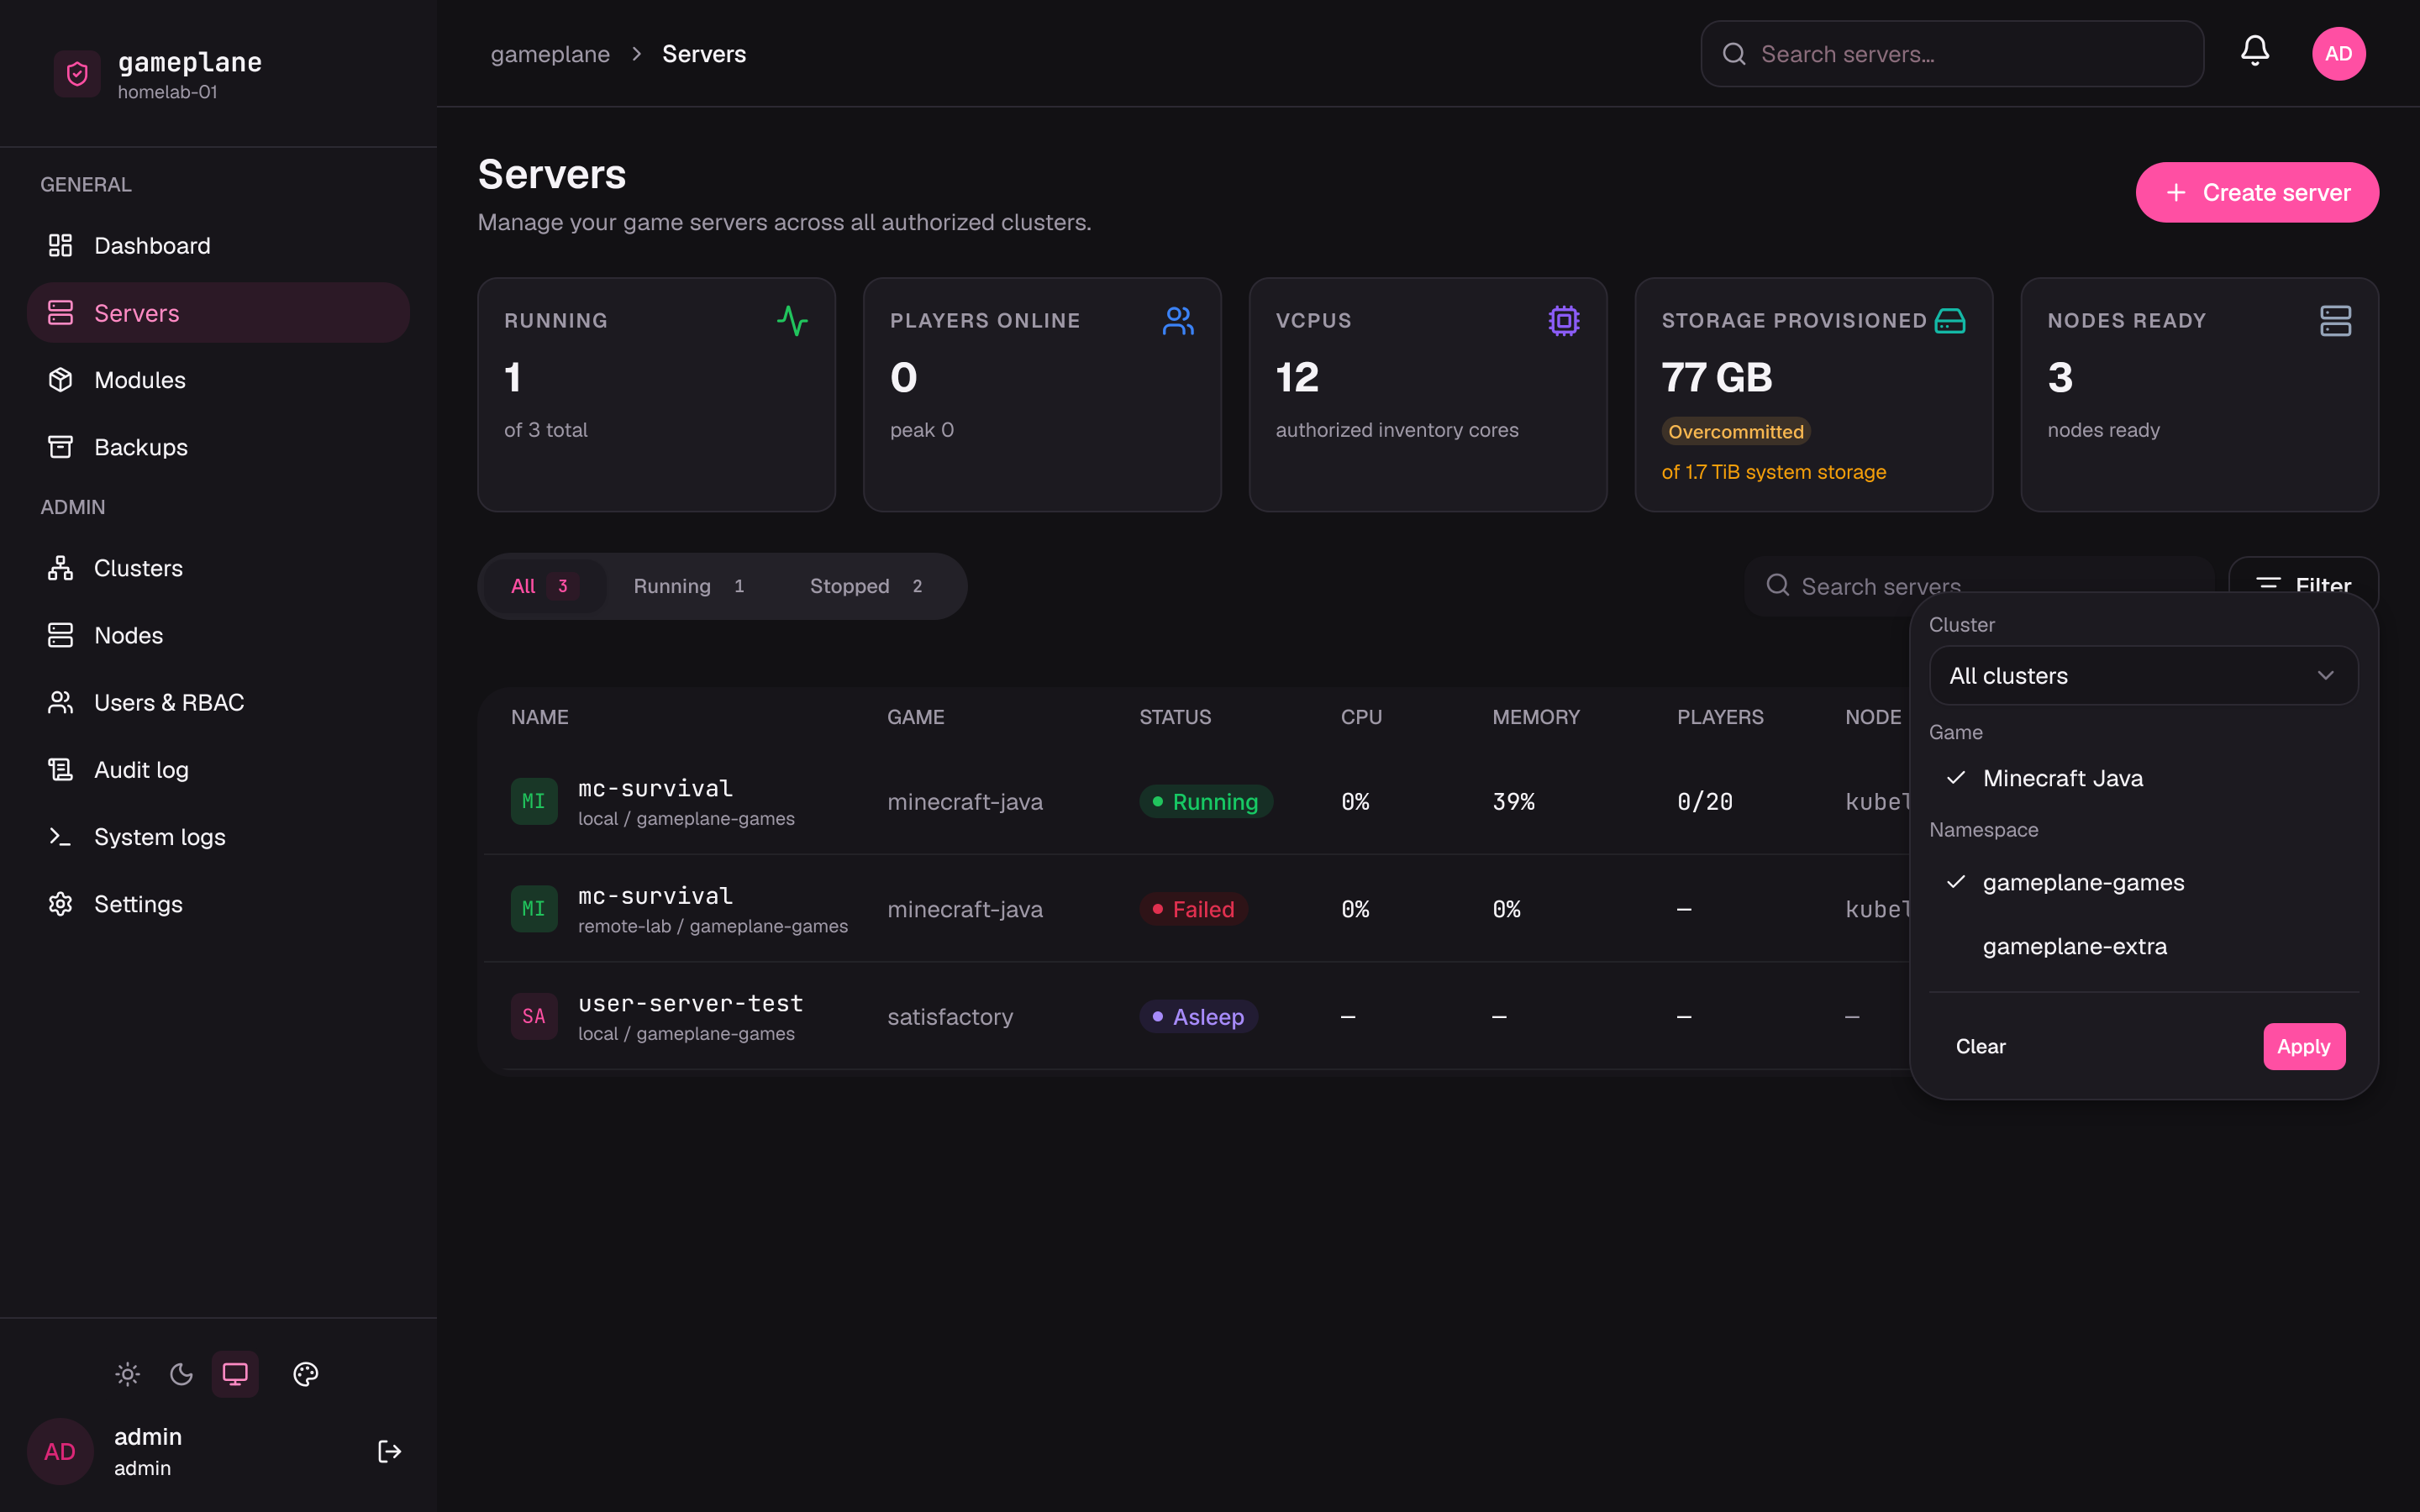 gameplane
homelab-01
GENERAL
Dashboard
Servers
Modules
Backups
ADMIN
Clusters
Nodes
Users & RBAC
Audit log
System logs
Settings
AD
admin
admin
gameplane > Servers
Search servers...
AD
Servers
Manage your game servers across all authorized clusters.
+ Create server
RUNNING
1
of 3 total
PLAYERS ONLINE
0
peak 0
VCPUS
12
authorized inventory cores
STORAGE PROVISIONED
77 GB
Overcommitted
of 1.7 TiB system storage
NODES READY
3
nodes ready
All 3 Running 1 Stopped 2
Search servers
Filter
NAME GAME STATUS CPU MEMORY PLAYERS NODE
MI mc-survival minecraft-java Running 0% 39% 0/20 kubel
local / gameplane-games
MI mc-survival minecraft-java Failed 0% 0% — kubel
remote-lab / gameplane-games
SA user-server-test satisfactory Asleep — — — —
local / gameplane-games
Cluster
All clusters
Game
Minecraft Java
Namespace
gameplane-games
gameplane-extra
Clear Apply